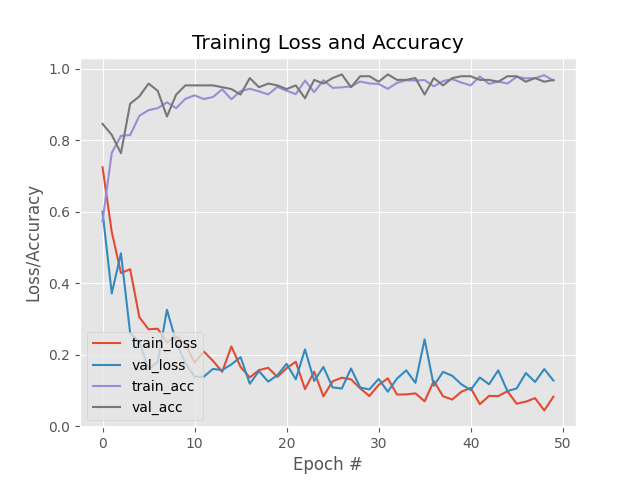 Training Loss and Accuracy
1.0
0.8
0.6
0.4
0.2
0.0
Loss/Accuracy
train_loss
val_loss
train_acc
val_acc
0 10 20 30 40 50
Epoch #